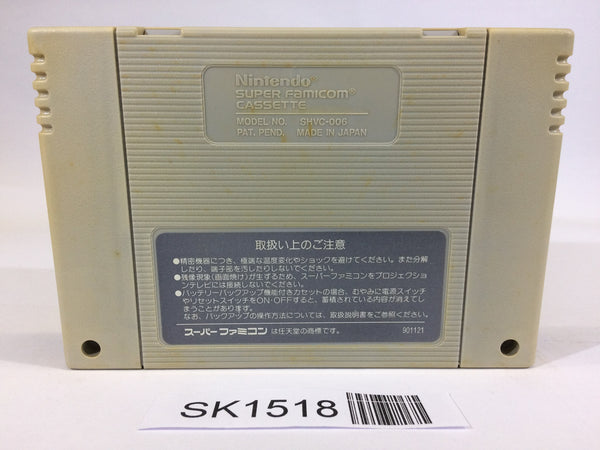 Nintendo®
SUPER FAMICOM®
CASSETTE
MODEL NO. SHVC-006
PAT. PEND. MADE IN JAPAN
取扱い上のご注意
●精密機器につき、極端な温度変化やショックを避けてください。また分解
したり、端子部を汚したりしないでください。
●残像現象(画面焼け)が生ずるため、スーパーファミコンをプロジェクショ
ンテレビには接続しないでください。
●バッテリーバックアップ機能付きカセットの場合、むやみに電源スイッチ
やリセットスイッチをON・OFFすると、蓄積されている内容が消えてし
まうことがあります。
なお、バックアップの操作方法については、取扱説明書をご参照ください。
スーパーファミコン は任天堂の商標です。 901121
SK1518